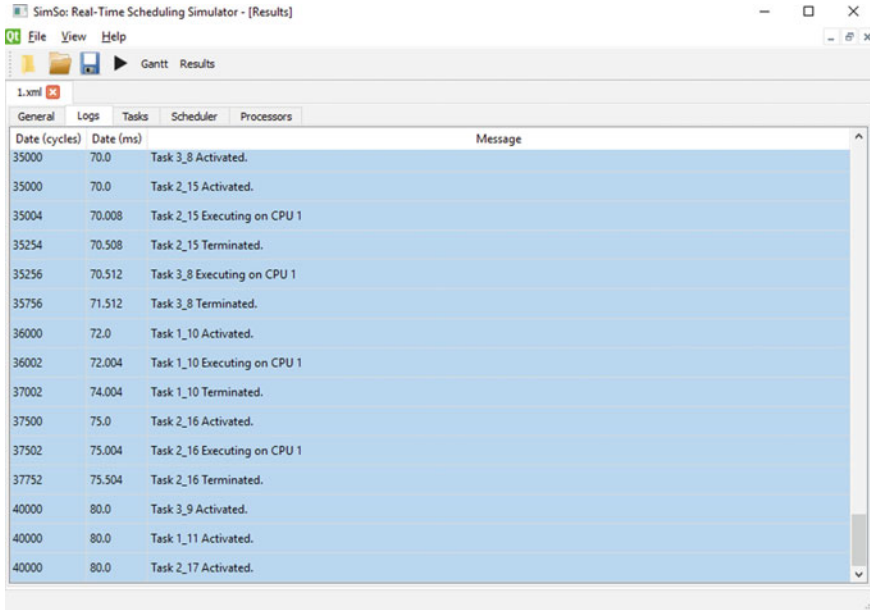 SimSo: Real-Time Scheduling Simulator - [Results]
Qt File View Help
Gantt Results
1.xml
General Logs Tasks Scheduler Processors
Date (cycles) Date (ms) Message
35000 70.0 Task 3_8 Activated.
35000 70.0 Task 2_15 Activated.
35004 70.008 Task 2_15 Executing on CPU 1
35254 70.508 Task 2_15 Terminated.
35256 70.512 Task 3_8 Executing on CPU 1
35756 71.512 Task 3_8 Terminated.
36000 72.0 Task 1_10 Activated.
36002 72.004 Task 1_10 Executing on CPU 1
37002 74.004 Task 1_10 Terminated.
37500 75.0 Task 2_16 Activated.
37502 75.004 Task 2_16 Executing on CPU 1
37752 75.504 Task 2_16 Terminated.
40000 80.0 Task 3_9 Activated.
40000 80.0 Task 1_11 Activated.
40000 80.0 Task 2_17 Activated.